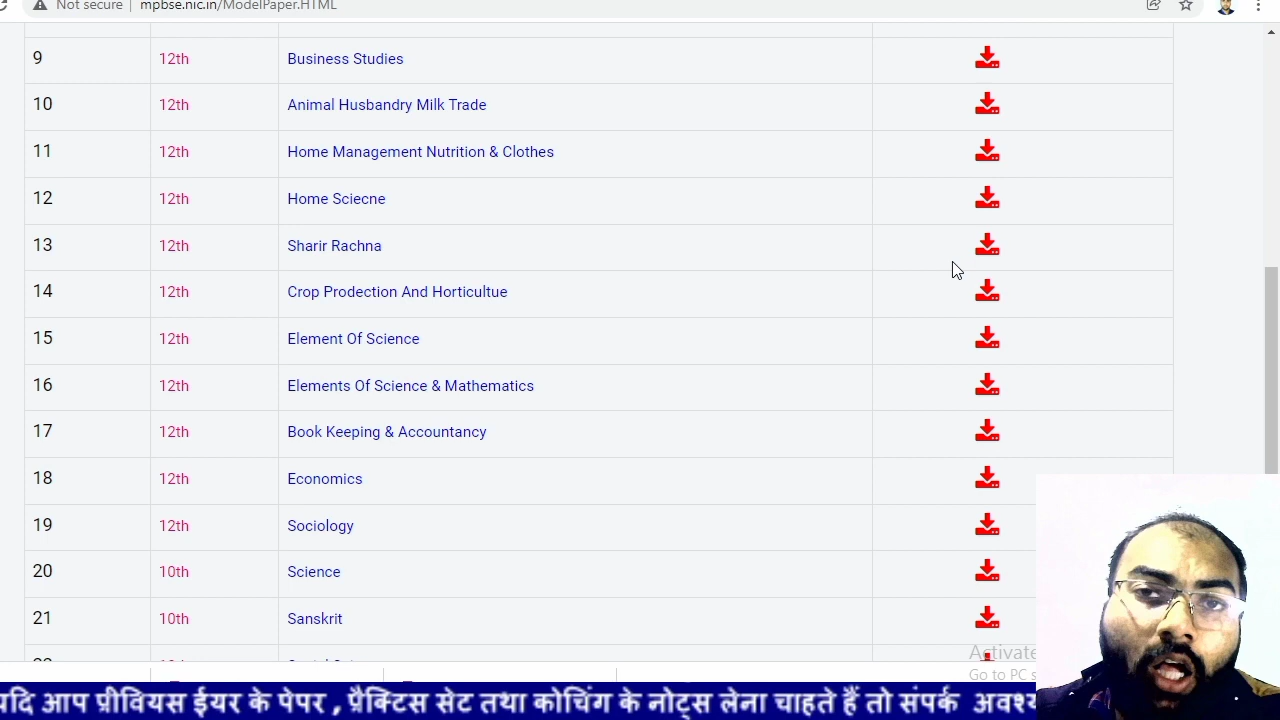 Not secure mpbse.nic.in/ModelPaper.HTML
9 12th Business Studies
10 12th Animal Husbandry Milk Trade
11 12th Home Management Nutrition & Clothes
12 12th Home Sciecne
13 12th Sharir Rachna
14 12th Crop Prodection And Horticultue
15 12th Element Of Science
16 12th Elements Of Science & Mathematics
17 12th Book Keeping & Accountancy
18 12th Economics
19 12th Sociology
20 10th Science
21 10th Sanskrit
Activate
Go to PC s
यदि आप प्रीवियस ईयर के पेपर , प्रैक्टिस सेट तथा कोचिंग के नोट्स लेना चाहते हैं तो संपर्क अवश्य